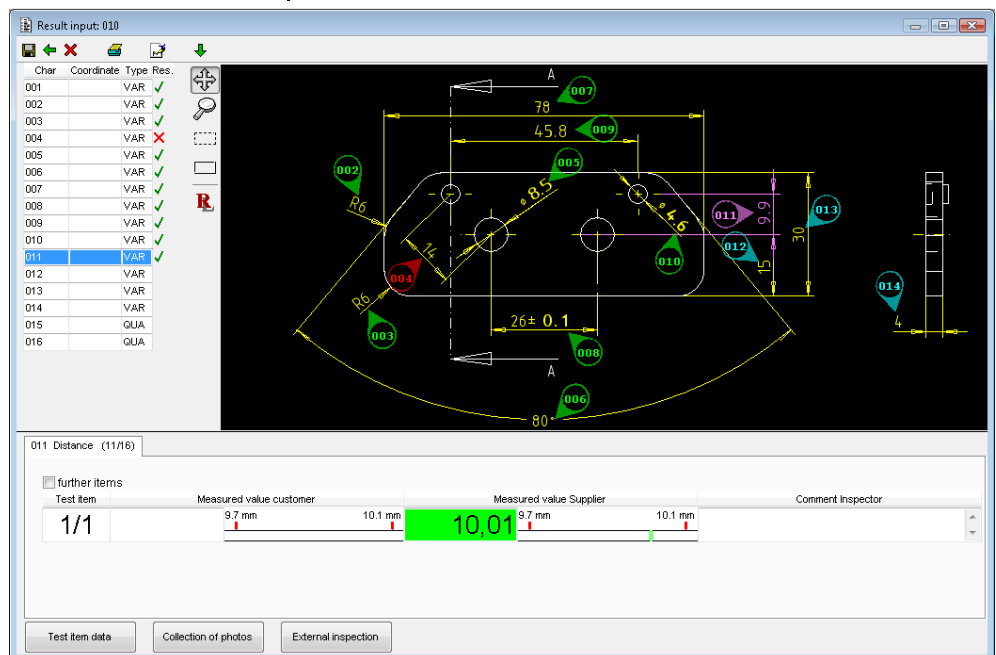 Result input: 010
Char Coordinate Type Res.
001 VAR
002 VAR
003 VAR
004 VAR
005 VAR
006 VAR
007 VAR
008 VAR
009 VAR
010 VAR
011 VAR
012 VAR
013 VAR
014 VAR
015 QUA
016 QUA
RL
A
007
78
45.8 009
002
005
R6
ø8.5
ø4.6
011 9.9 013
012
30
14
004
010
15
014
R6
003
26± 0.1
4
008
A
006
80°
011 Distance (11/16)
further items
Test item Measured value customer Measured value Supplier Comment Inspector
1/1 9.7 mm 10.1 mm 10,01 9.7 mm 10.1 mm
Test item data Collection of photos External inspection